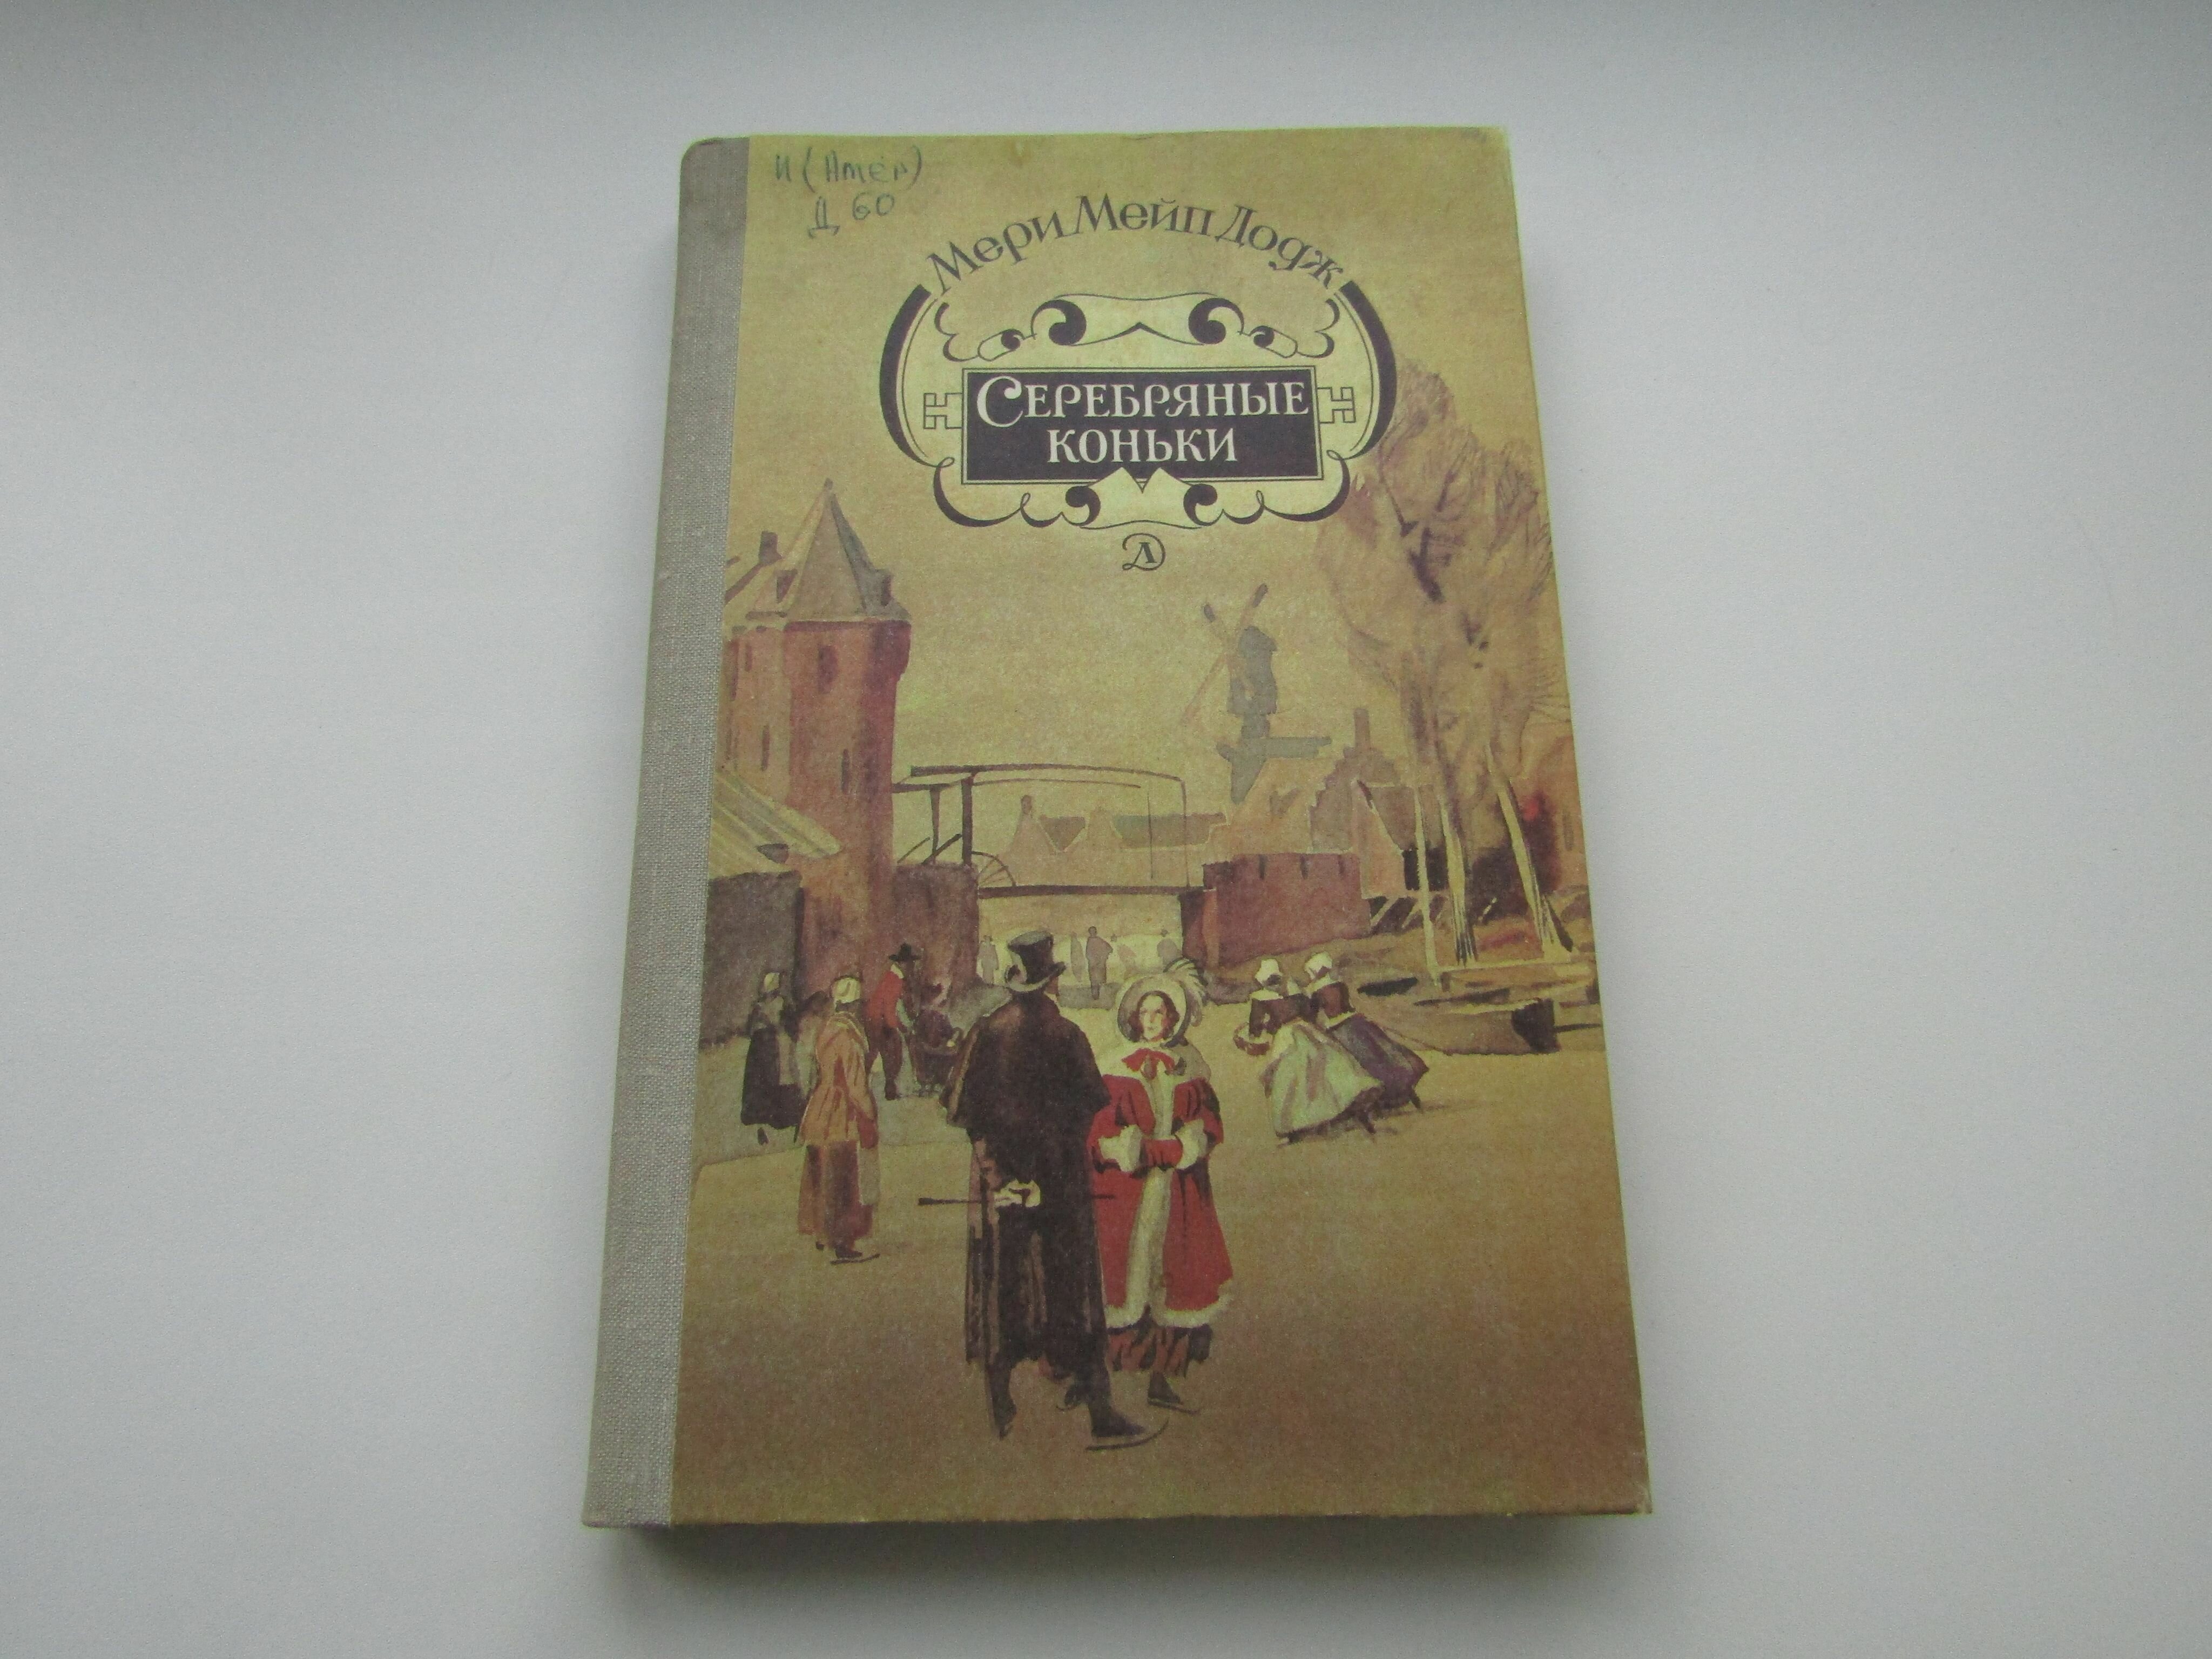 И (Амер)
Д 60
Мери Мейп Додж
СЕРЕБРЯНЫЕ
КОНЬКИ
Д